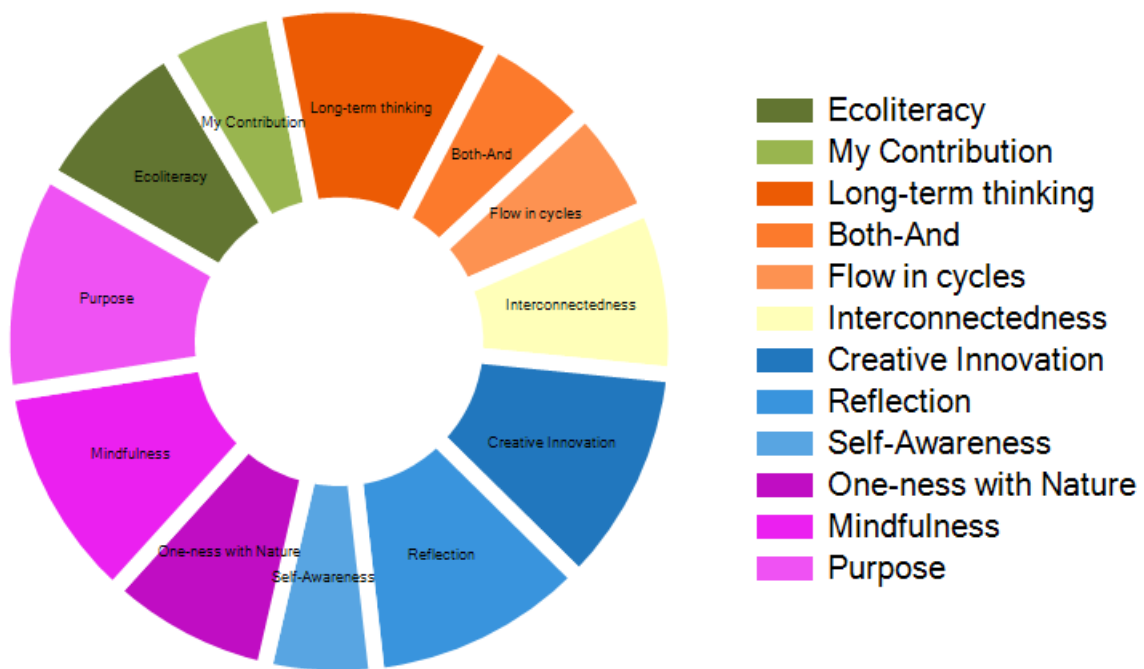 Long-term thinking
My Contribution
Both-And
Ecoliteracy
Flow in cycles
Purpose
Interconnectedness
Creative Innovation
Mindfulness
One-ness with Nature
Reflection
Self-Awareness
Ecoliteracy
My Contribution
Long-term thinking
Both-And
Flow in cycles
Interconnectedness
Creative Innovation
Reflection
Self-Awareness
One-ness with Nature
Mindfulness
Purpose